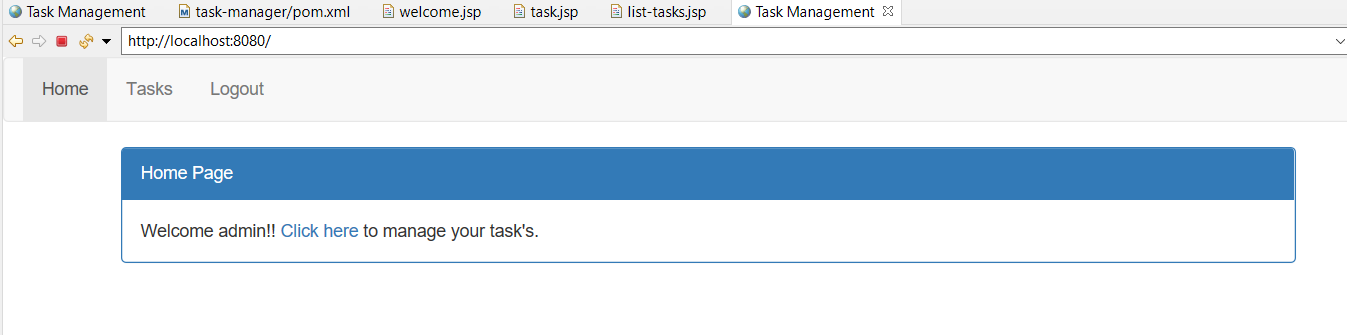 Task Management task-manager/pom.xml welcome.jsp task.jsp list-tasks.jsp Task Management
http://localhost:8080/
Home Tasks Logout
Home Page
Welcome admin!! Click here to manage your task's.